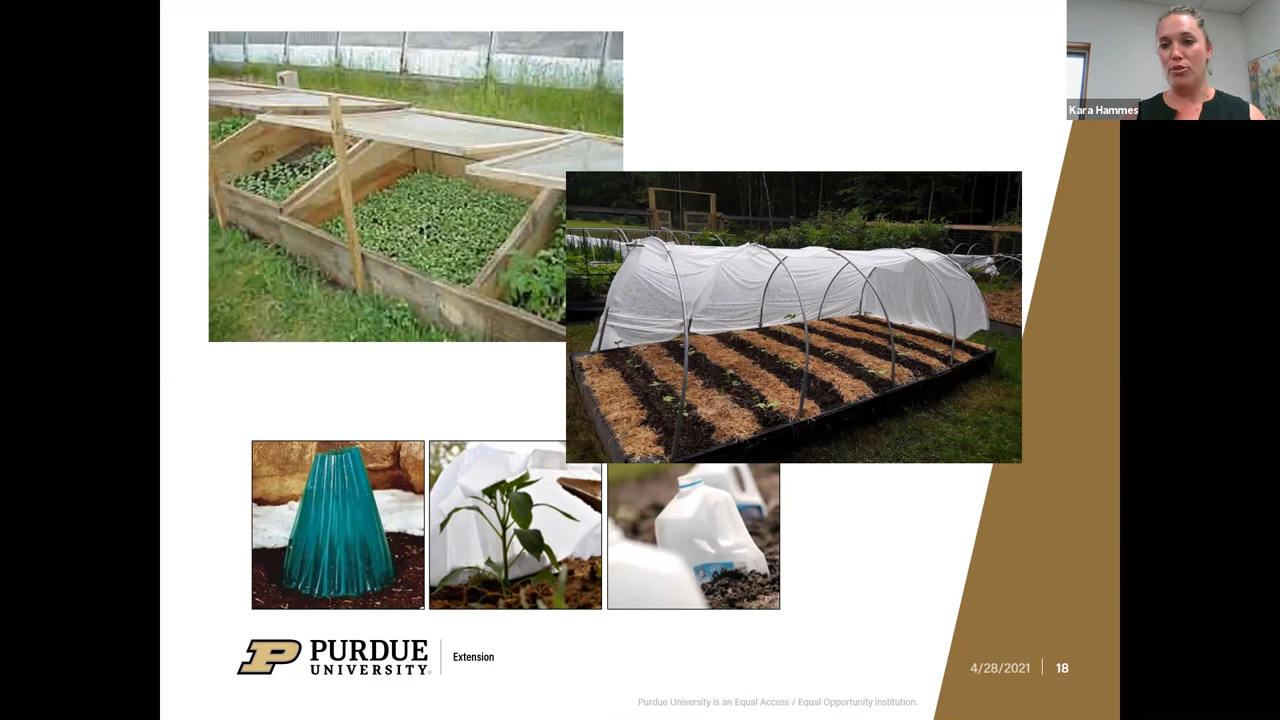 Kara Hammes
PURDUE
UNIVERSITY®
Extension
4/28/2021 | 18
Purdue University is an Equal Access / Equal Opportunity institution.